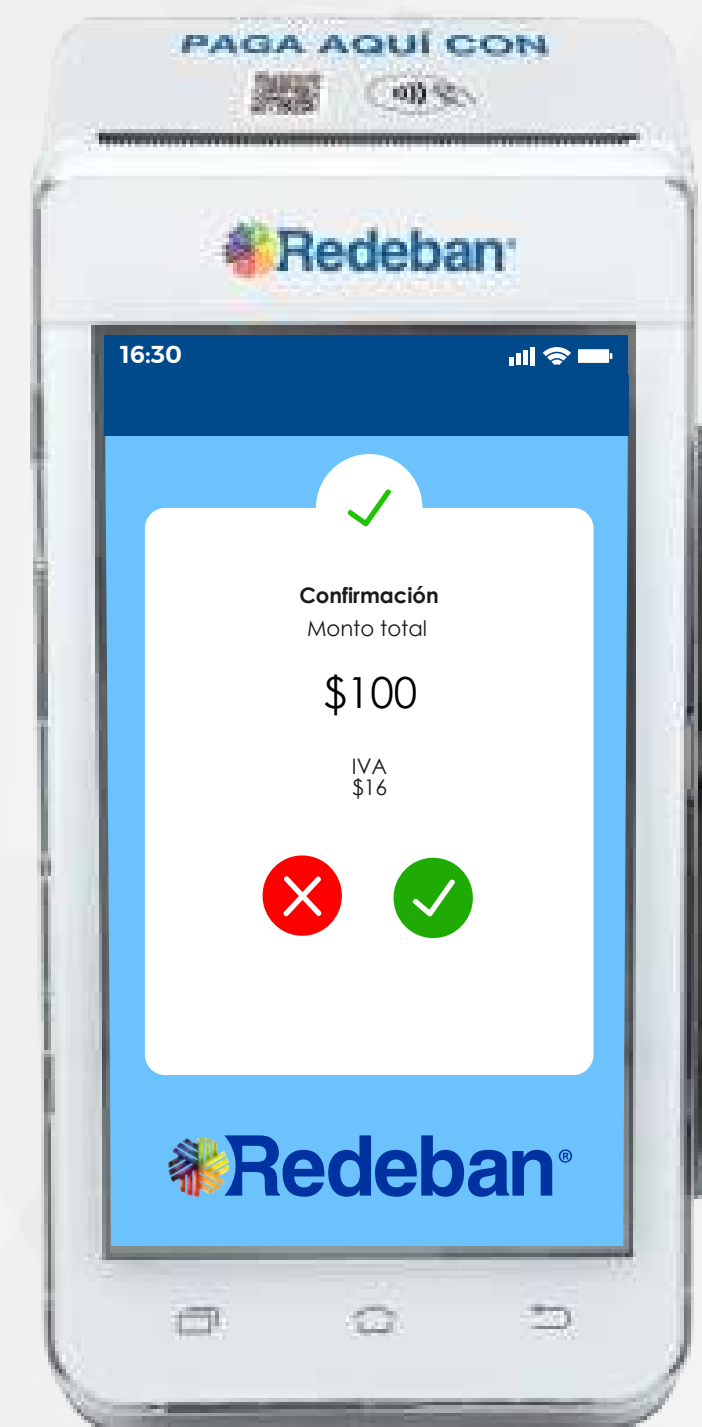 PAGA AQUÍ CON
Redeban
16:30
Confirmación
Monto total
$100
IVA
$16
Redeban®